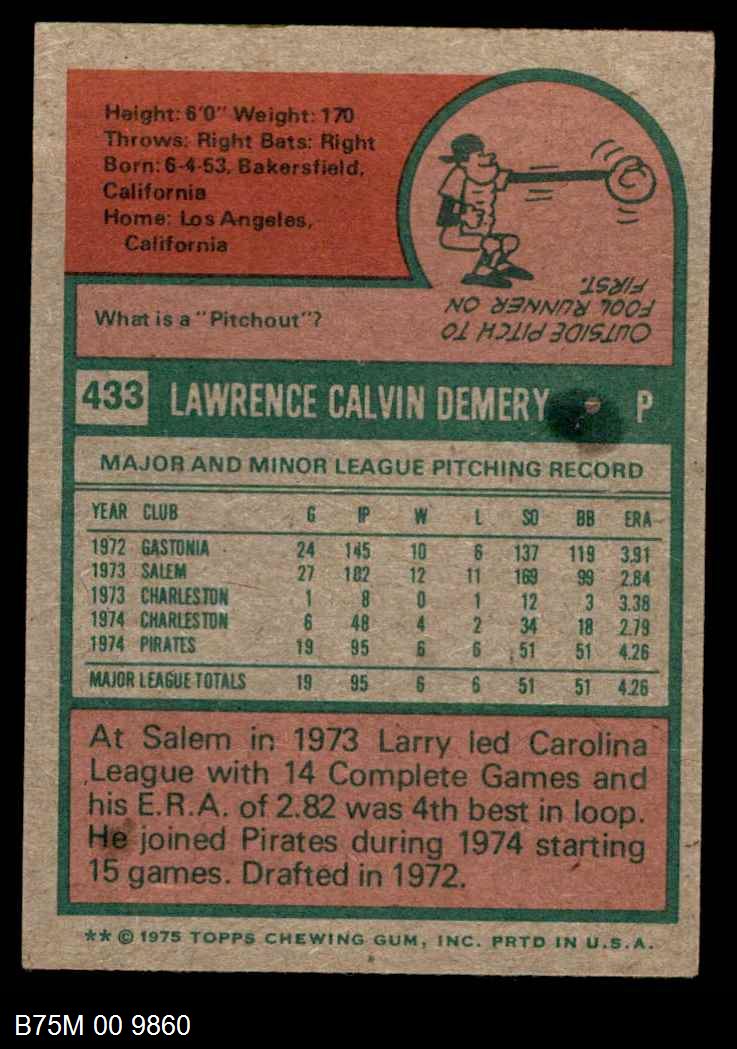 Height: 6'0" Weight: 170
Throws: Right Bats: Right
Born: 6-4-53, Bakersfield,
California
Home: Los Angeles,
California
What is a "Pitchout"?
OUTSIDE PITCH TO
FOOL RUNNER ON
FIRST.
433 LAWRENCE CALVIN DEMERY P
MAJOR AND MINOR LEAGUE PITCHING RECORD
YEAR CLUB G IP W L SO BB ERA
1972 GASTONIA 24 145 10 6 137 119 3.91
1973 SALEM 27 182 12 11 169 99 2.84
1973 CHARLESTON 1 8 0 1 12 3 3.38
1974 CHARLESTON 6 48 4 2 34 18 2.79
1974 PIRATES 19 95 6 6 51 51 4.26
MAJOR LEAGUE TOTALS 19 95 6 6 51 51 4.26
At Salem in 1973 Larry led Carolina
League with 14 Complete Games and
his E.R.A. of 2.82 was 4th best in loop.
He joined Pirates during 1974 starting
15 games. Drafted in 1972.
** © 1975 TOPPS CHEWING GUM, INC. PRTD IN U.S.A.
B75M 00 9860